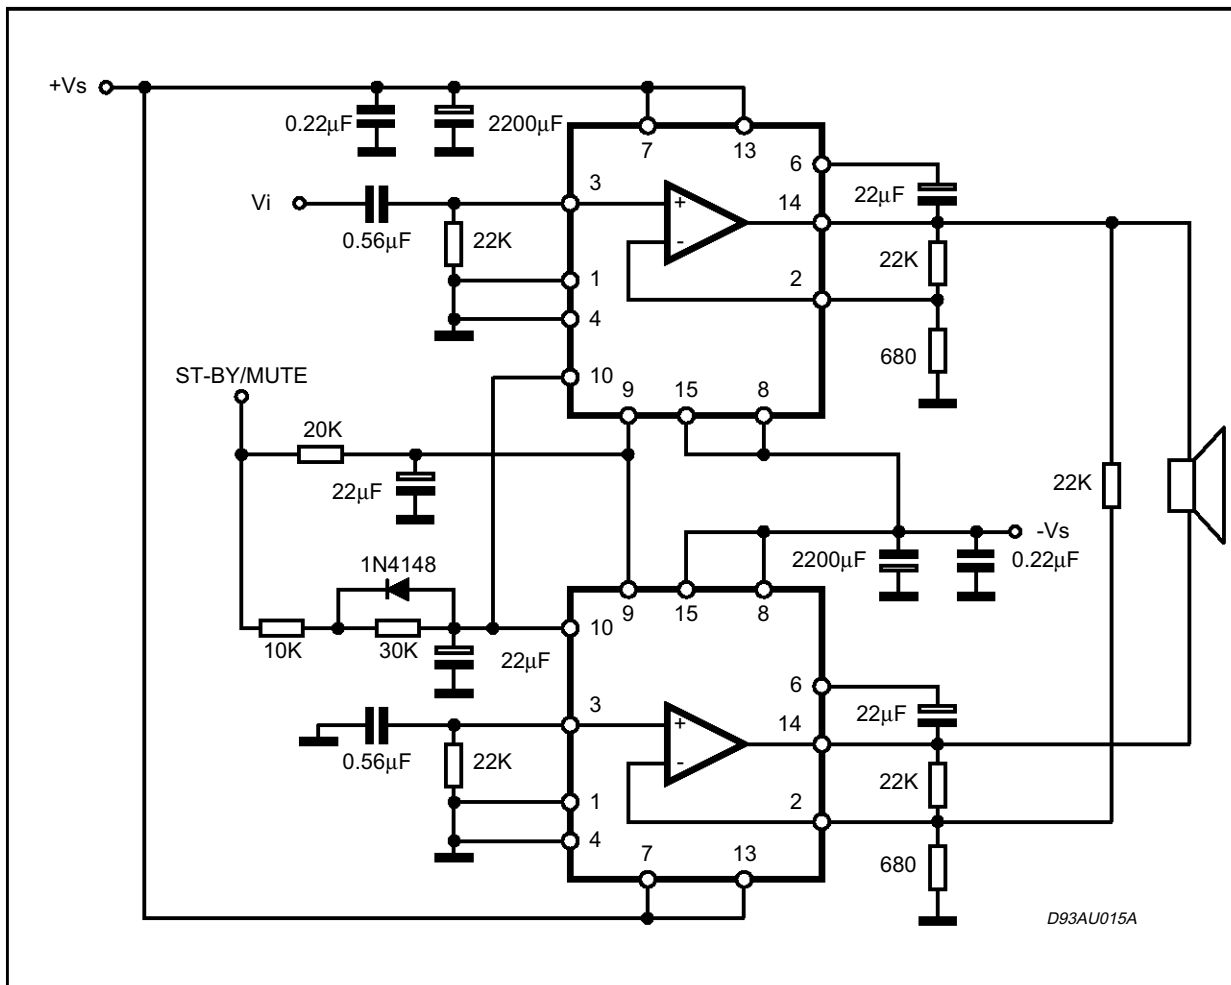 +Vs
0.22µF
2200µF
7
13
6
3
14
22µF
Vi
+
-
0.56µF
22K
22K
1
2
4
680
ST-BY/MUTE
10
9
15
8
20K
22µF
22K
-Vs
2200µF
0.22µF
1N4148
9
15
8
10
10K
30K
22µF
6
3
22µF
14
+
-
0.56µF
22K
22K
1
2
4
7
13
680
D93AU015A